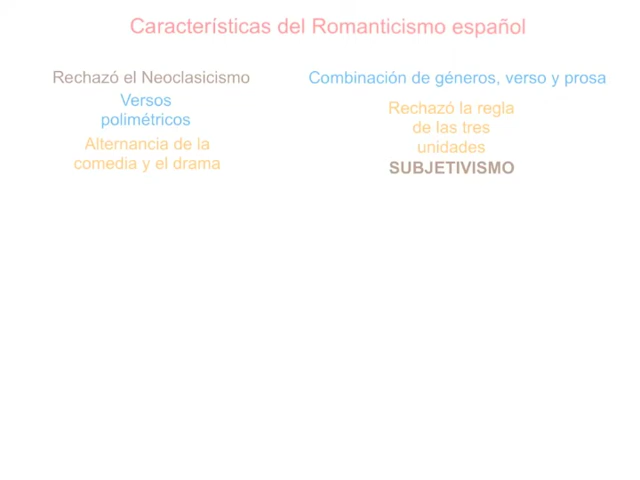 Características del Romanticismo español
Rechazó el Neoclasicismo
Versos
polimétricos
Alternancia de la
comedia y el drama
Combinación de géneros, verso y prosa
Rechazó la regla
de las tres
unidades
SUBJETIVISMO